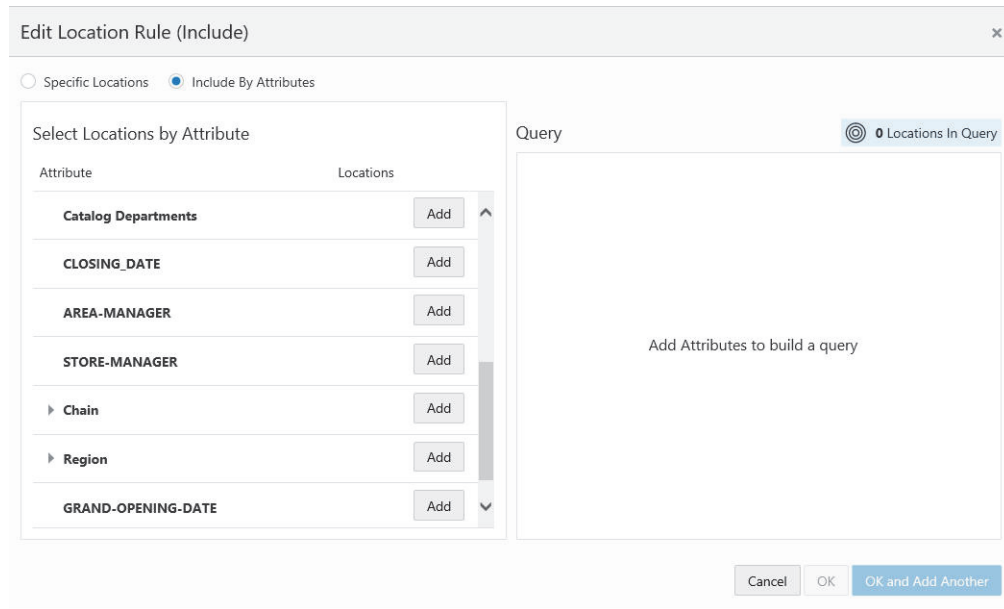 Edit Location Rule (Include)
Specific Locations Include By Attributes
Select Locations by Attribute
Attribute Locations
Catalog Departments Add
CLOSING_DATE Add
AREA-MANAGER Add
STORE-MANAGER Add
Chain Add
Region Add
GRAND-OPENING-DATE Add
Query 0 Locations In Query
Add Attributes to build a query
Cancel OK OK and Add Another